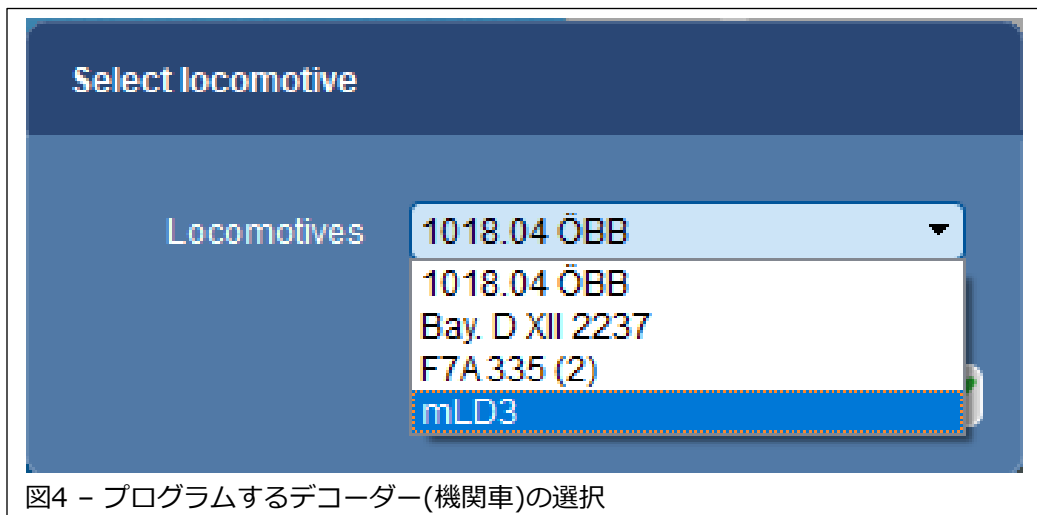 Select locomotive
Locomotives 1018.04 ÖBB
1018.04 ÖBB
Bay. D XII 2237
F7A 335 (2)
mLD3
図4 – プログラムするデコーダー(機関車)の選択